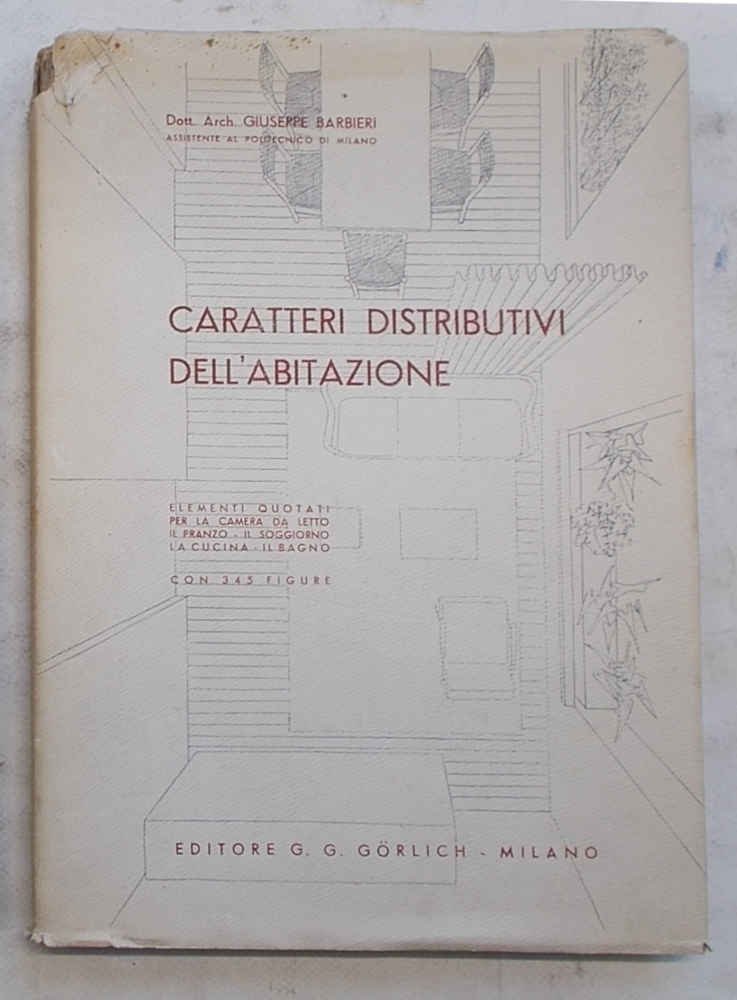 Dott. Arch. GIUSEPPE BARBIERI
ASSISTENTE AL POLITECNICO DI MILANO
CARATTERI DISTRIBUTIVI
DELL'ABITAZIONE
ELEMENTI QUOTATI
PER LA CAMERA DA LETTO
IL PRANZO - IL SOGGIORNO
LA CUCINA - IL BAGNO
CON 345 FIGURE
EDITORE G. G. GÖRLICH - MILANO